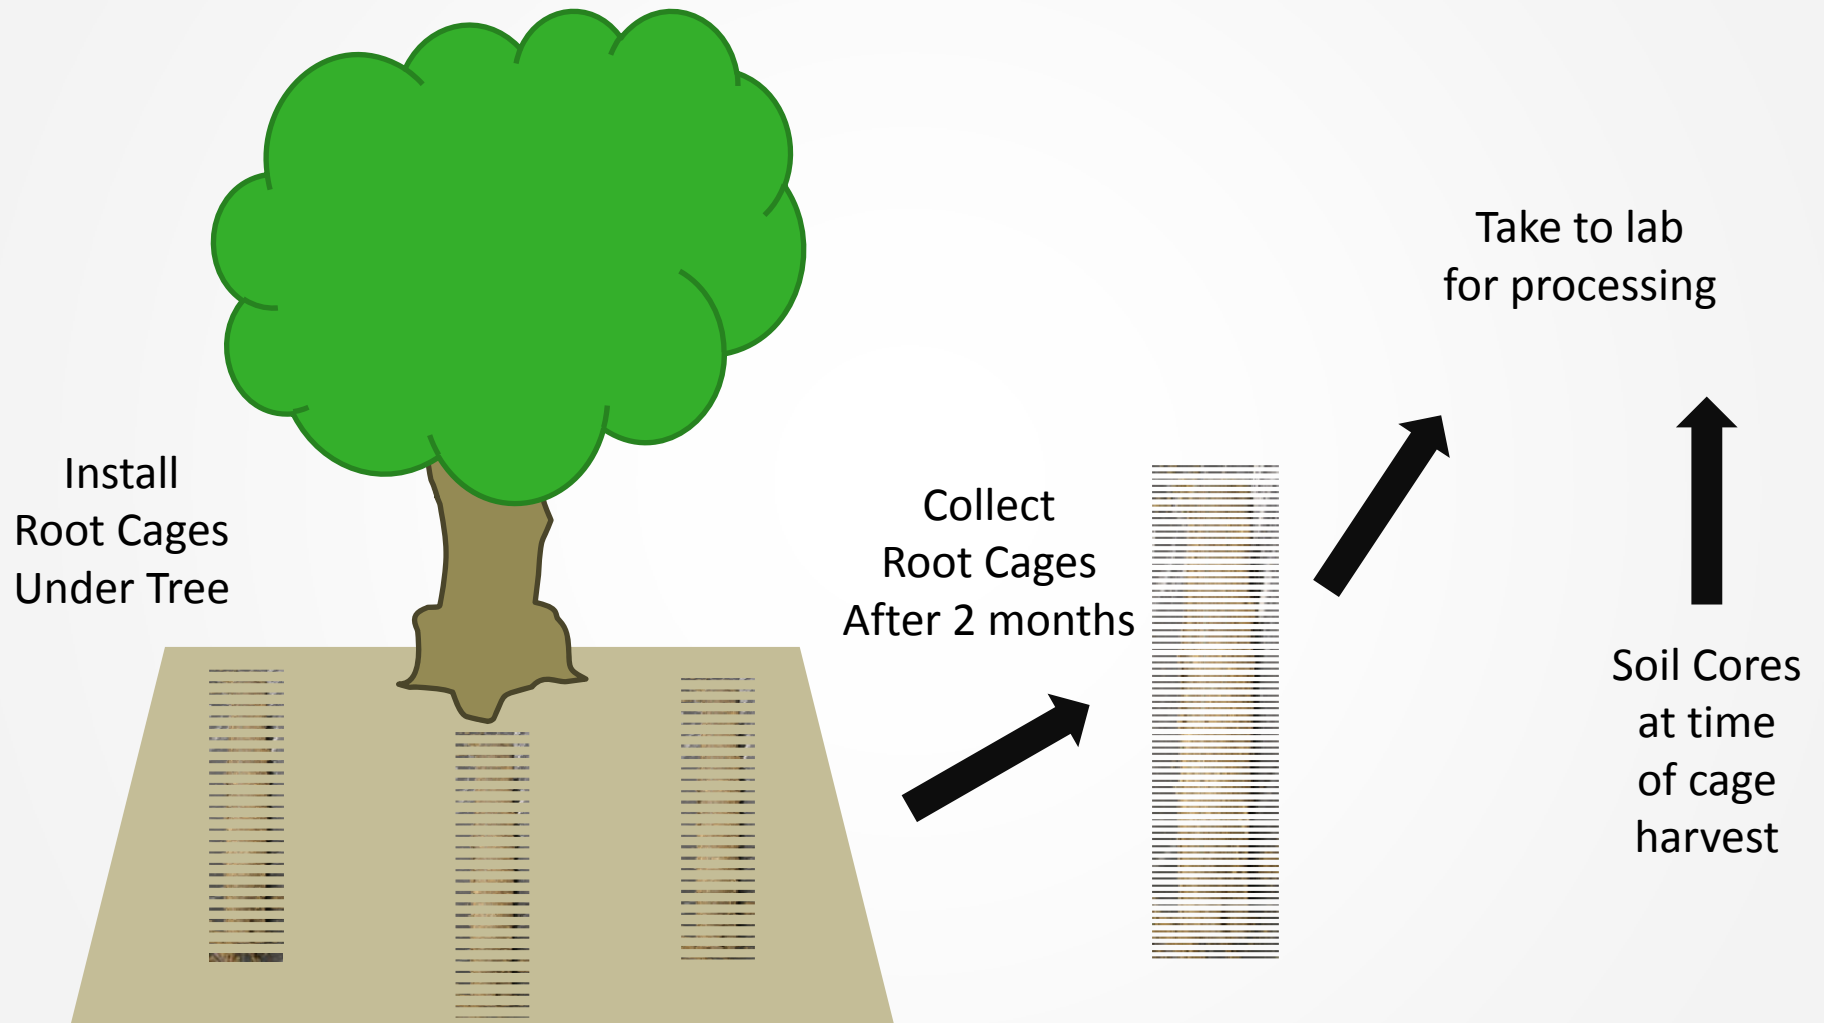 Install
Root Cages
Under Tree
Collect
Root Cages
After 2 months
Take to lab
for processing
Soil Cores
at time
of cage
harvest